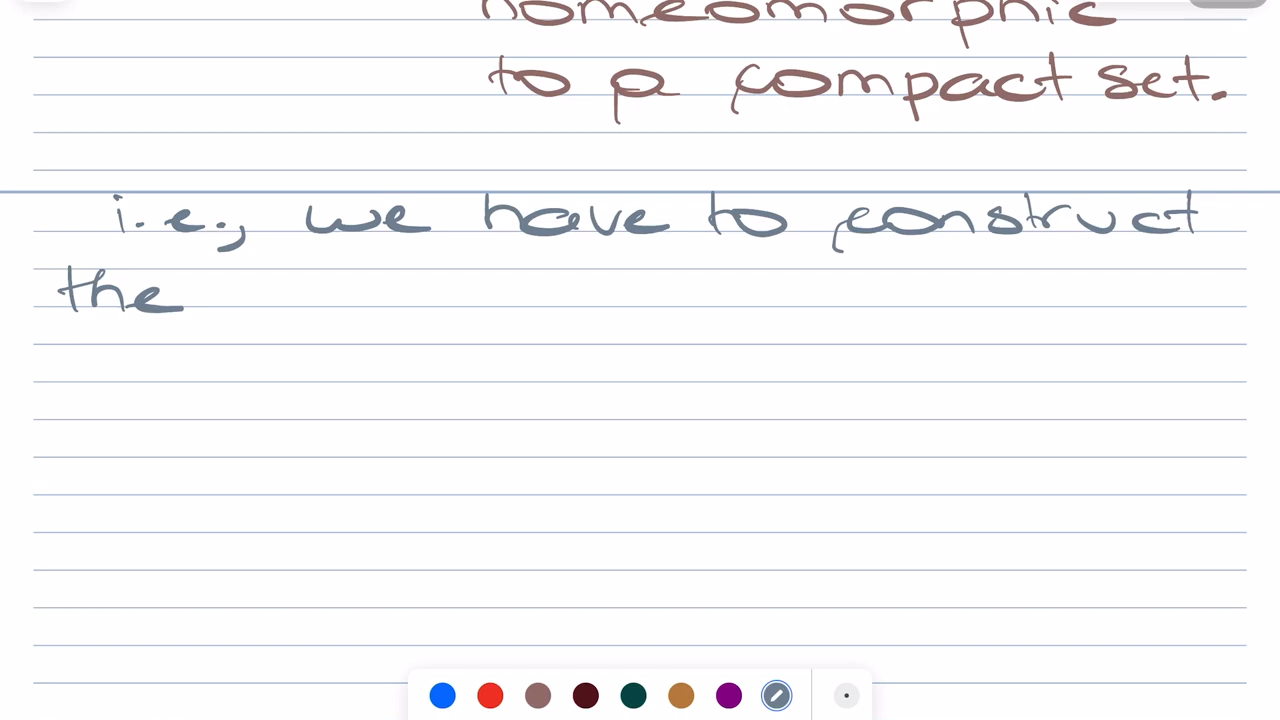 homeomorphic
to a compact set.
i.e., we have to construct
the